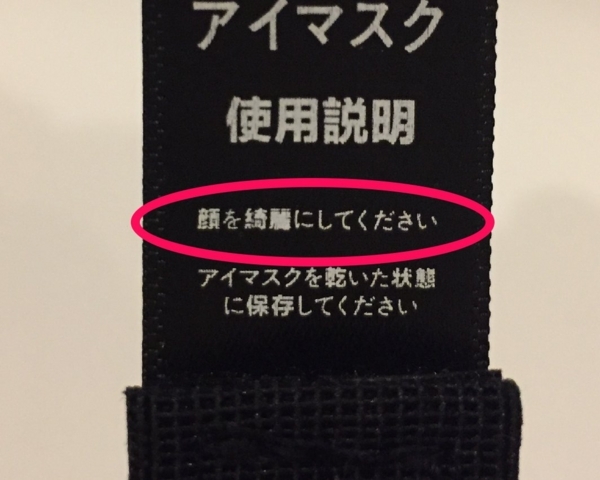 アイマスク
使用説明
顔を綺麗にしてください
アイマスクを乾いた状態
に保存してください